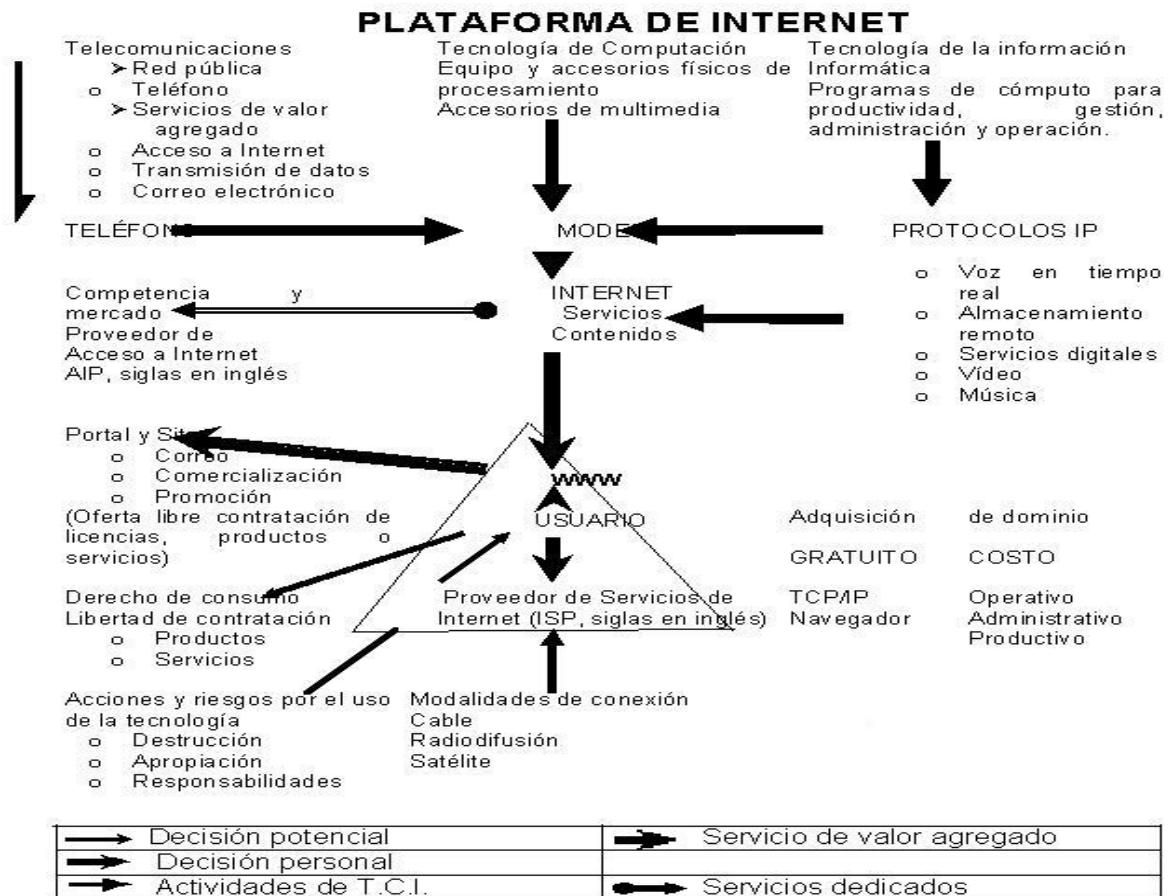 PLATAFORMA DE INTERNET
Telecomunicaciones
➢ Red pública
o Teléfono
➢ Servicios de valor
agregado
o Acceso a Internet
o Transmisión de datos
o Correo electrónico
Tecnología de Computación
Equipo y accesorios físicos de
procesamiento
Accesorios de multimedia
Tecnología de la información
Informática
Programas de cómputo para
productividad, gestión,
administración y operación.
TELÉFONO
MODE
PROTOCOLOS IP
Competencia y
mercado
Proveedor de
Acceso a Internet
AIP, siglas en inglés
INTERNET
Servicios
Contenidos
o Voz en tiempo
real
o Almacenamiento
remoto
o Servicios digitales
o Vídeo
o Música
Portal y Sit
o Correo
o Comercialización
o Promoción
(Oferta libre contratación de
licencias, productos o
servicios)
www
USUARIO
Adquisición de dominio
GRATUITO COSTO
TCP/IP Operativo
Navegador Administrativo
Productivo
Derecho de consumo
Libertad de contratación
o Productos
o Servicios
Proveedor de Servicios de
Internet (ISP, siglas en inglés)
Acciones y riesgos por el uso
de la tecnología
o Destrucción
o Apropiación
o Responsabilidades
Modalidades de conexión
Cable
Radiodifusión
Satélite
Decisión potencial
Servicio de valor agregado
Decisión personal
Actividades de T.C.I.
Servicios dedicados